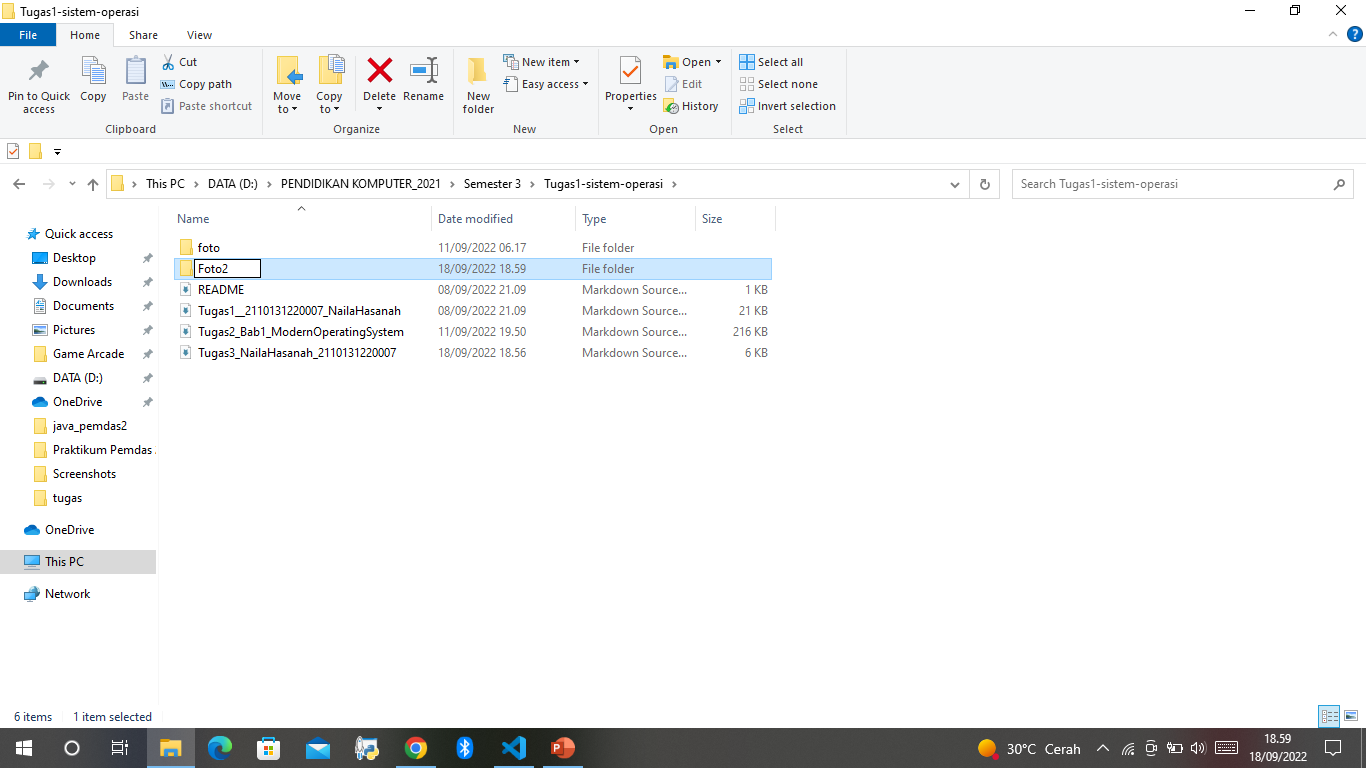 Tugas1-sistem-operasi
File Home Share View
Pin to Quick access
Copy
Paste
Cut
Copy path
Paste shortcut
Clipboard
Move to
Copy to
Delete
Rename
Organize
New folder
New item
Easy access
New
Properties
Open
Edit
History
Open
Select all
Select none
Invert selection
Select
This PC > DATA (D:) > PENDIDIKAN KOMPUTER_2021 > Semester 3 > Tugas1-sistem-operasi >
Search Tugas1-sistem-operasi
Quick access
Desktop
Downloads
Documents
Pictures
Game Arcade
DATA (D:)
OneDrive
java_pemdas2
Praktikum Pemdas
Screenshots
tugas
OneDrive
This PC
Network
Name Date modified Type Size
foto 11/09/2022 06.17 File folder
Foto2 18/09/2022 18.59 File folder
README 08/09/2022 21.09 Markdown Source... 1 KB
Tugas1__2110131220007_NailaHasanah 08/09/2022 21.09 Markdown Source... 21 KB
Tugas2_Bab1_ModernOperatingSystem 11/09/2022 19.50 Markdown Source... 216 KB
Tugas3_NailaHasanah_2110131220007 18/09/2022 18.56 Markdown Source... 6 KB
6 items 1 item selected
30°C Cerah
18.59
18/09/2022